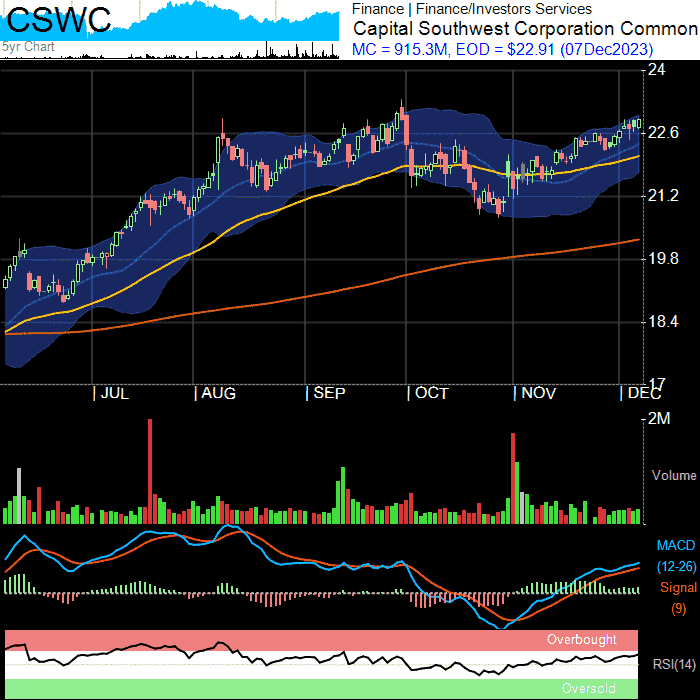 CSWC
5yr Chart
Finance | Finance/Investors Services
Capital Southwest Corporation Common
MC = 915.3M, EOD = $22.91 (07Dec2023)
24
22.6
21.2
19.8
18.4
17
| JUL | AUG | SEP | OCT | NOV | DEC
2M
Volume
MACD
(12-26)
Signal
(9)
Overbought
RSI(14)
Oversold